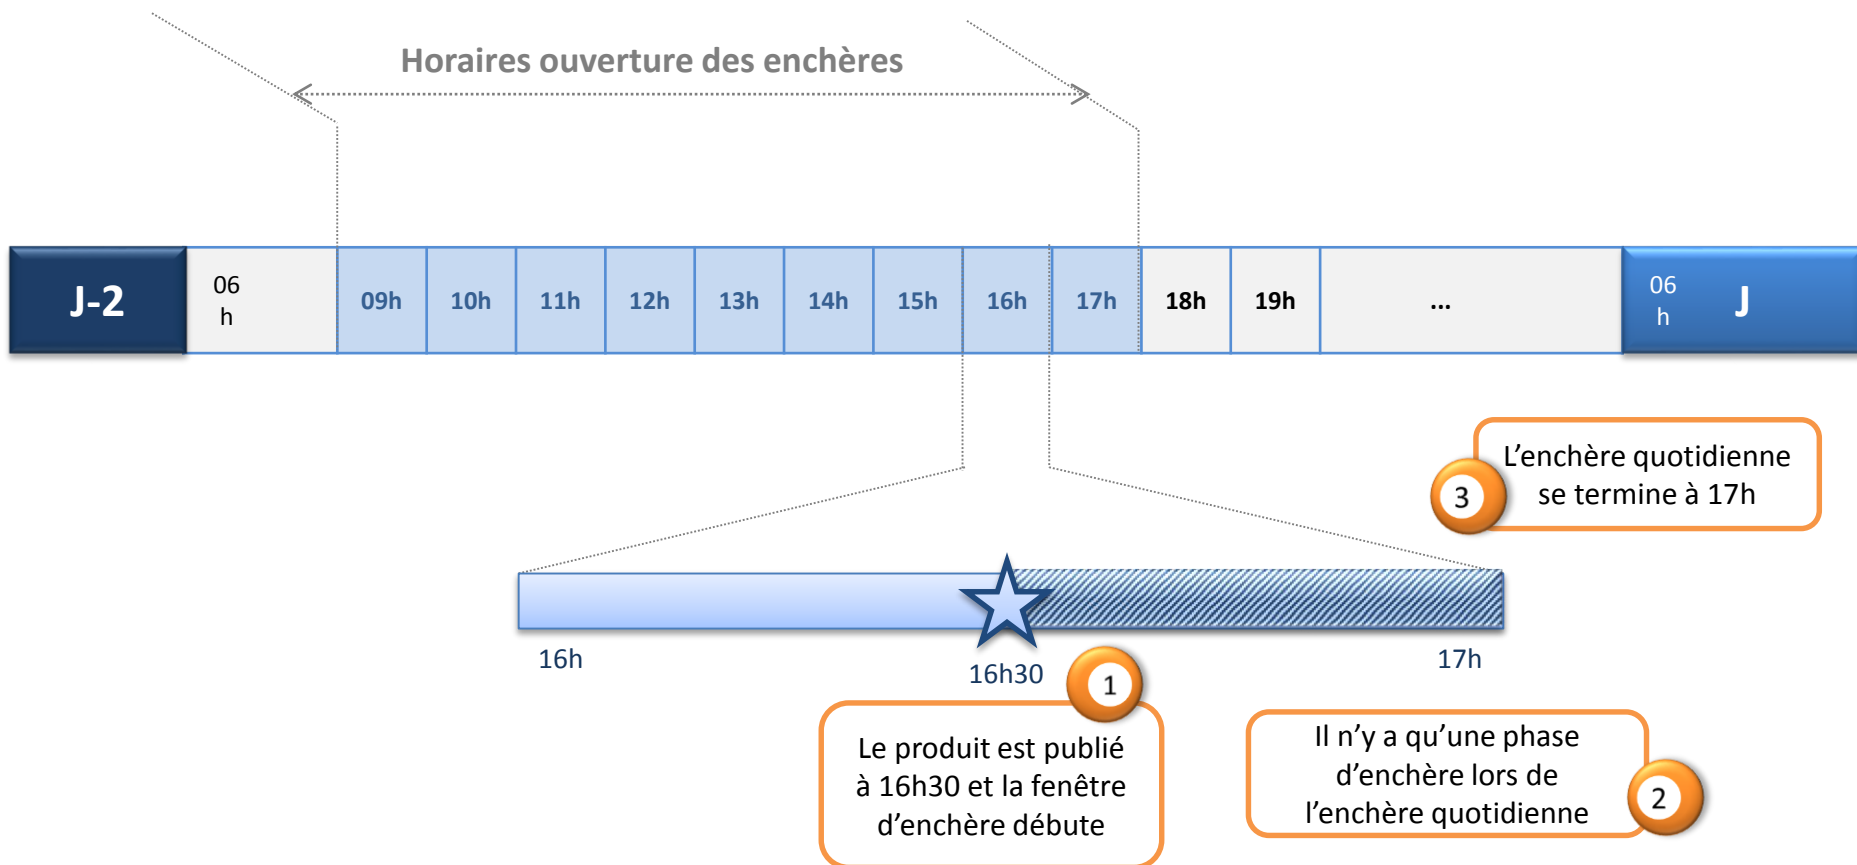 Horaires ouverture des enchères
J-2
06
h
09h
10h
11h
12h
13h
14h
15h
16h
17h
18h
19h
...
06
h
J
3
L’enchère quotidienne
se termine à 17h
16h
16h30
17h
1
Le produit est publié
à 16h30 et la fenêtre
d’enchère débute
Il n’y a qu’une phase
d’enchère lors de
l’enchère quotidienne
2